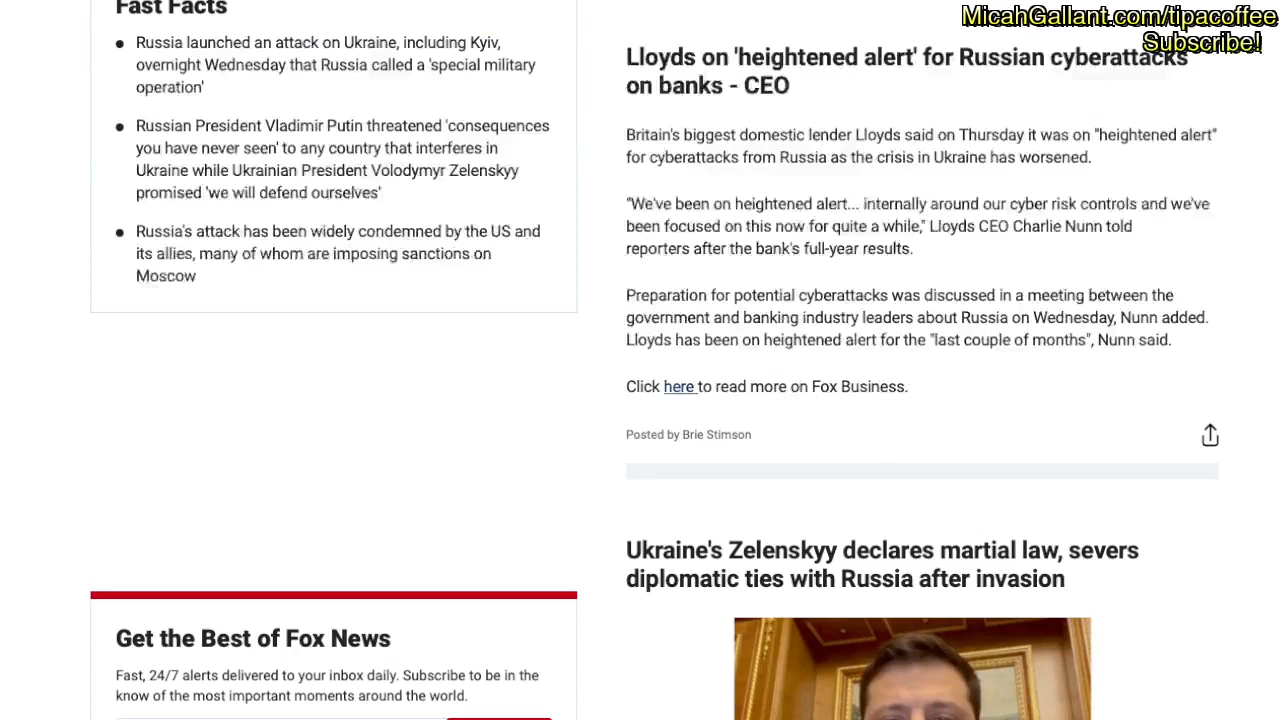 MicahGallant.com/tipacoffee
Subscribe!
Fast Facts
Russia launched an attack on Ukraine, including Kyiv,
overnight Wednesday that Russia called a 'special military
operation'
Russian President Vladimir Putin threatened 'consequences
you have never seen' to any country that interferes in
Ukraine while Ukrainian President Volodymyr Zelenskyy
promised 'we will defend ourselves'
Russia's attack has been widely condemned by the US and
its allies, many of whom are imposing sanctions on
Moscow
Get the Best of Fox News
Fast, 24/7 alerts delivered to your inbox daily. Subscribe to be in the
know of the most important moments around the world.
Lloyds on 'heightened alert' for Russian cyberattacks
on banks - CEO
Britain's biggest domestic lender Lloyds said on Thursday it was on "heightened alert"
for cyberattacks from Russia as the crisis in Ukraine has worsened.
"We've been on heightened alert... internally around our cyber risk controls and we've
been focused on this now for quite a while," Lloyds CEO Charlie Nunn told
reporters after the bank's full-year results.
Preparation for potential cyberattacks was discussed in a meeting between the
government and banking industry leaders about Russia on Wednesday, Nunn added.
Lloyds has been on heightened alert for the "last couple of months", Nunn said.
Click here to read more on Fox Business.
Posted by Brie Stimson
Ukraine's Zelenskyy declares martial law, severs
diplomatic ties with Russia after invasion